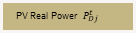 PV Real Power $P_{Dj}^{t}$